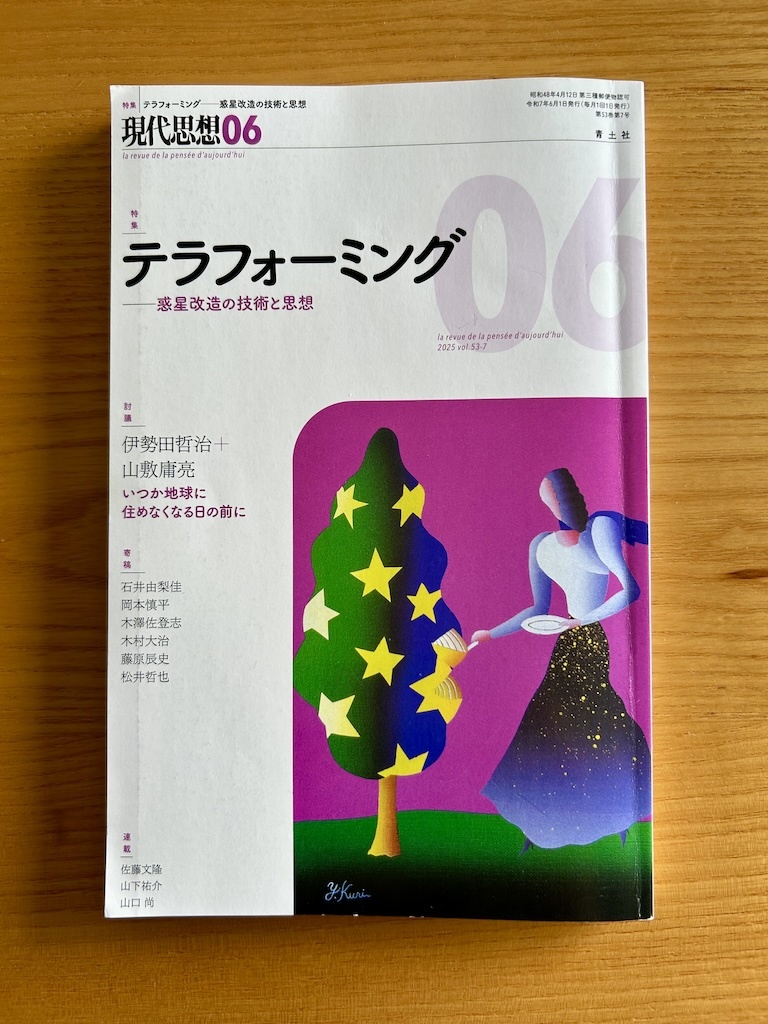 特集 テラフォーミング──惑星改造の技術と思想
現代思想06
la revue de la pensée d'aujourd'hui
昭和48年4月12日 第三種郵便物認可
令和7年6月1日発行(毎月1回1日発行)
第53巻第7号
青土社
06
特集
テラフォーミング
──惑星改造の技術と思想
la revue de la pensée d'aujourd'hui
2025 vol.53-7
討議
伊勢田哲治+
山敷庸亮
いつか地球に
住めなくなる日の前に
寄稿
石井由梨佳
岡本慎平
木澤佐登志
木村大治
藤原辰史
松井哲也
連載
佐藤文隆
山下祐介
山口 尚
y.Kuri